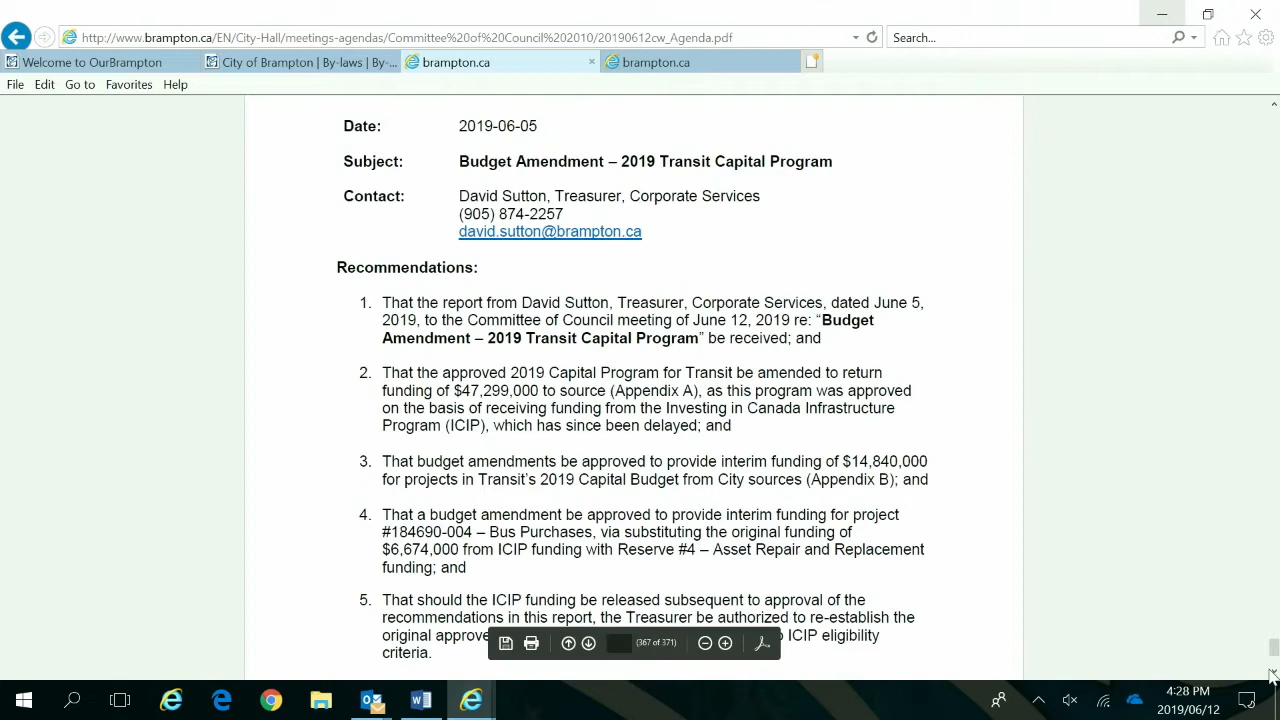 http://www.brampton.ca/EN/City-Hall/meetings-agendas/Committee%20of%20Council%202010/20190612cw_Agenda.pdf
Search...
Welcome to OurBrampton
City of Brampton | By-laws | By-...
brampton.ca
brampton.ca
File Edit Go to Favorites Help
Date: 2019-06-05
Subject: Budget Amendment – 2019 Transit Capital Program
Contact: David Sutton, Treasurer, Corporate Services
(905) 874-2257
david.sutton@brampton.ca
Recommendations:
1. That the report from David Sutton, Treasurer, Corporate Services, dated June 5,
2019, to the Committee of Council meeting of June 12, 2019 re: “Budget
Amendment – 2019 Transit Capital Program” be received; and
2. That the approved 2019 Capital Program for Transit be amended to return
funding of $47,299,000 to source (Appendix A), as this program was approved
on the basis of receiving funding from the Investing in Canada Infrastructure
Program (ICIP), which has since been delayed; and
3. That budget amendments be approved to provide interim funding of $14,840,000
for projects in Transit’s 2019 Capital Budget from City sources (Appendix B); and
4. That a budget amendment be approved to provide interim funding for project
#184690-004 – Bus Purchases, via substituting the original funding of
$6,674,000 from ICIP funding with Reserve #4 – Asset Repair and Replacement
funding; and
5. That should the ICIP funding be released subsequent to approval of the
recommendations in this report, the Treasurer be authorized to re-establish the
original approve
ICIP eligibility
criteria.
(367 of 371)
4:28 PM
2019/06/12